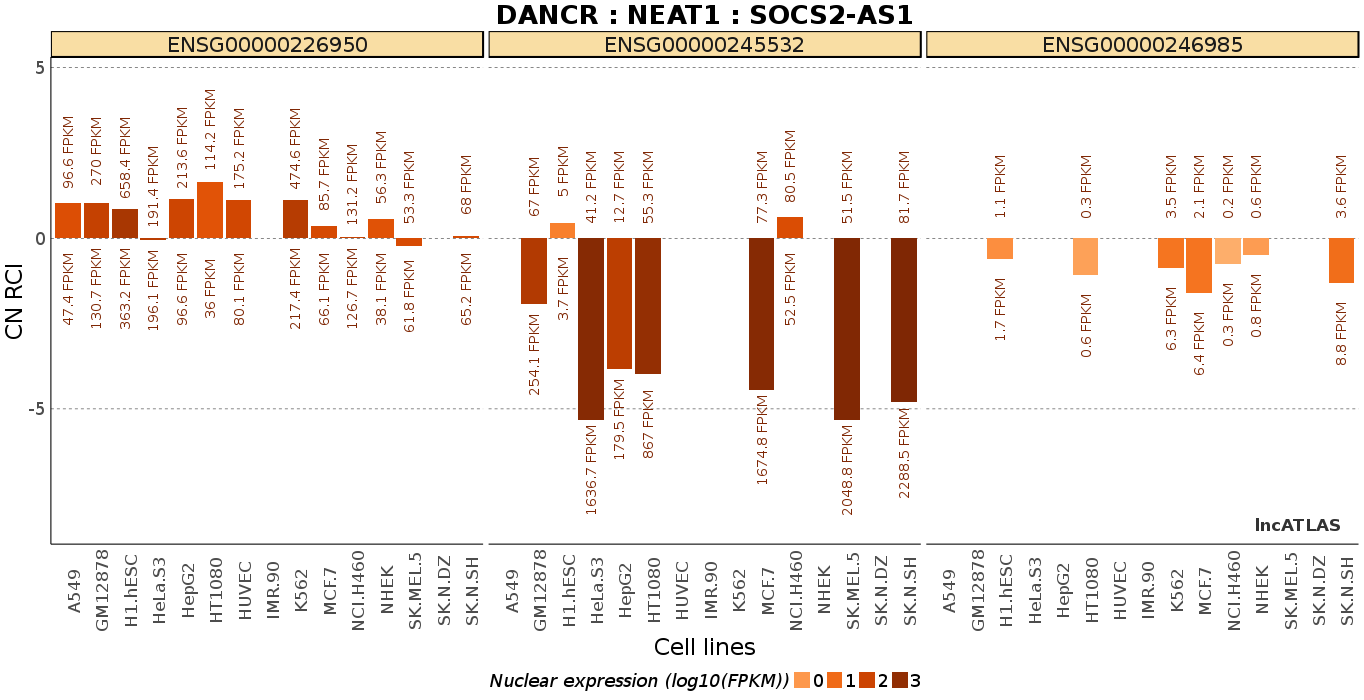 DANCR : NEAT1 : SOCS2-AS1
ENSG00000226950 ENSG00000245532 ENSG00000246985
CN RCI
5
0
-5
96.6 FPKM 270 FPKM 658.4 FPKM 191.4 FPKM 213.6 FPKM 114.2 FPKM 175.2 FPKM 474.6 FPKM 85.7 FPKM 131.2 FPKM 56.3 FPKM 53.3 FPKM 68 FPKM
47.4 FPKM 130.7 FPKM 363.2 FPKM 196.1 FPKM 96.6 FPKM 36 FPKM 80.1 FPKM 217.4 FPKM 66.1 FPKM 126.7 FPKM 38.1 FPKM 61.8 FPKM 65.2 FPKM
67 FPKM 5 FPKM 41.2 FPKM 12.7 FPKM 55.3 FPKM 77.3 FPKM 80.5 FPKM 51.5 FPKM 81.7 FPKM
254.1 FPKM 3.7 FPKM 1636.7 FPKM 179.5 FPKM 867 FPKM 1674.8 FPKM 52.5 FPKM 2048.8 FPKM 2288.5 FPKM
1.1 FPKM 0.3 FPKM 3.5 FPKM 2.1 FPKM 0.2 FPKM 0.6 FPKM 3.6 FPKM
1.7 FPKM 0.6 FPKM 6.3 FPKM 6.4 FPKM 0.3 FPKM 0.8 FPKM 8.8 FPKM
lncATLAS
A549 GM12878 H1.hESC HeLa.S3 HepG2 HT1080 HUVEC IMR.90 K562 MCF.7 NCI.H460 NHEK SK.MEL.5 SK.N.DZ SK.N.SH
A549 GM12878 H1.hESC HeLa.S3 HepG2 HT1080 HUVEC IMR.90 K562 MCF.7 NCI.H460 NHEK SK.MEL.5 SK.N.DZ SK.N.SH
A549 GM12878 H1.hESC HeLa.S3 HepG2 HT1080 HUVEC IMR.90 K562 MCF.7 NCI.H460 NHEK SK.MEL.5 SK.N.DZ SK.N.SH
Cell lines
Nuclear expression (log10(FPKM)) 0 1 2 3